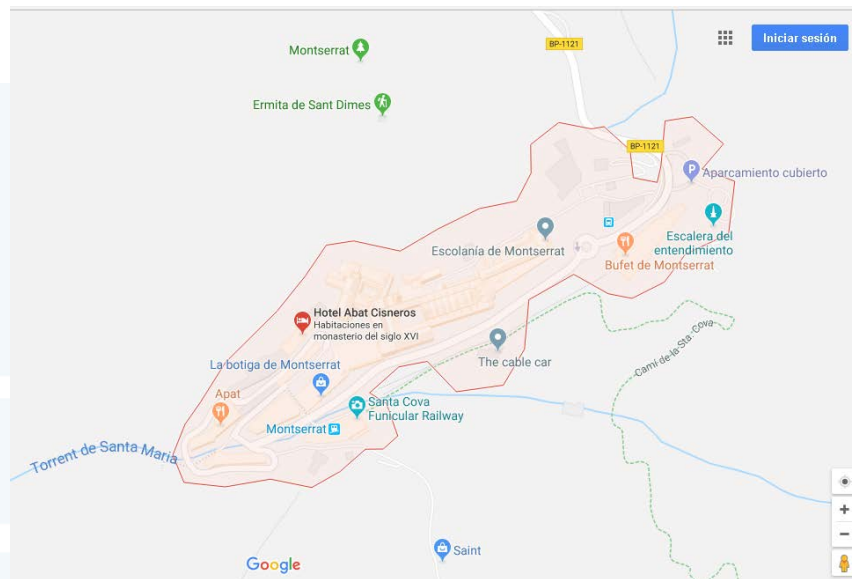 BP-1121
Iniciar sesión
Montserrat
Ermita de Sant Dimes
BP-1121
Aparcamiento cubierto
Escalera del
entendimiento
Escolanía de Montserrat
Bufet de Montserrat
Hotel Abat Cisneros
Habitaciones en
monasterio del siglo XVI
Camí de la Sta-Cova
The cable car
La botiga de Montserrat
Apat
Santa Cova
Funicular Railway
Montserrat
Torrent de Santa Maria
Saint
Google